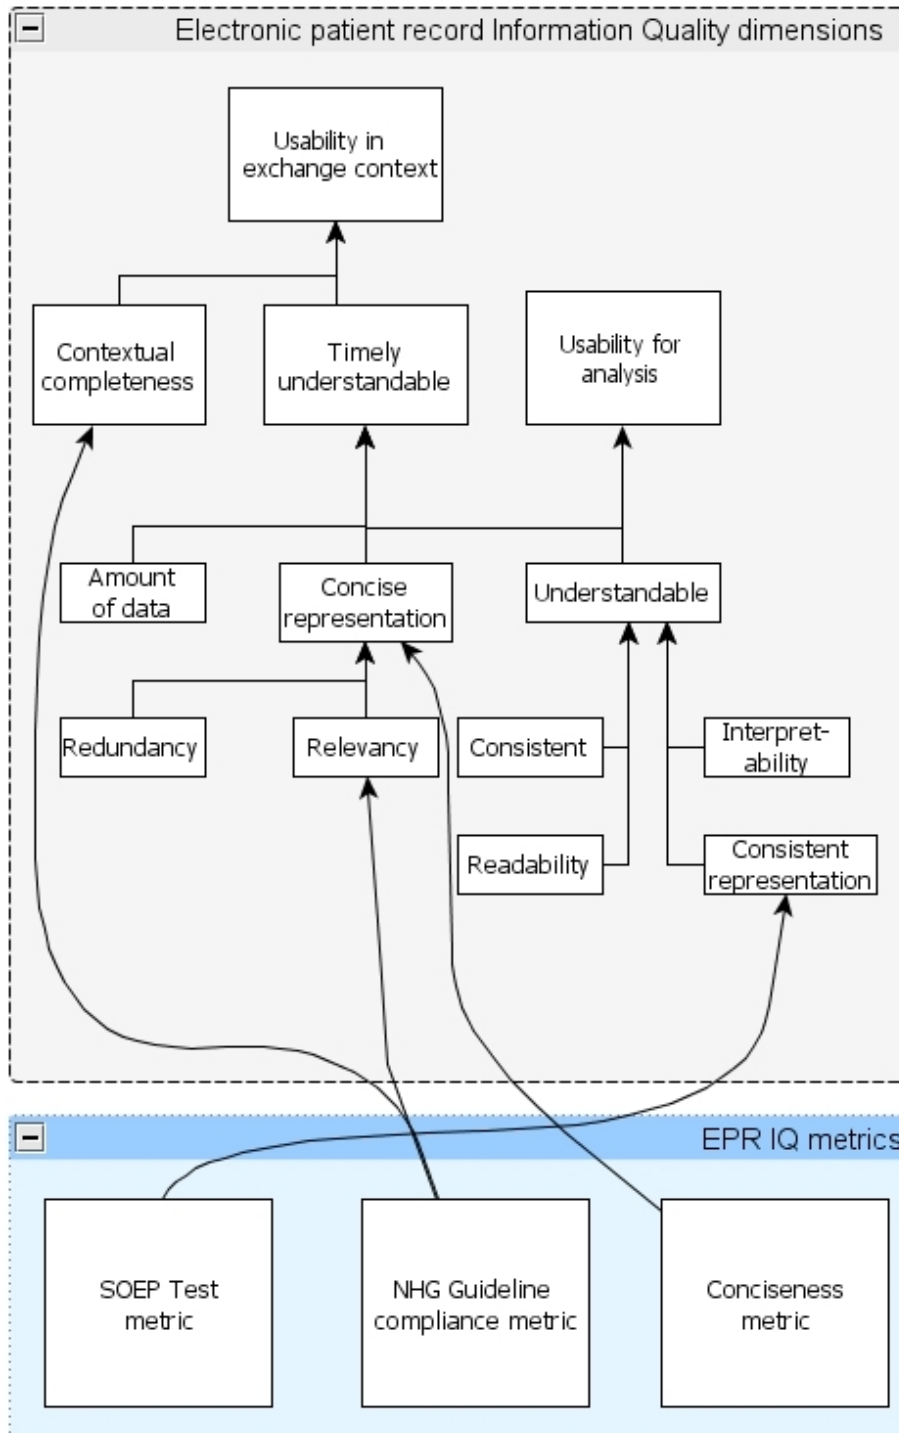 Electronic patient record Information Quality dimensions
Usability in
exchange context
Contextual
completeness
Timely
understandable
Usability for
analysis
Amount
of data
Concise
representation
Understandable
Redundancy
Relevancy
Consistent
Interpret-
ability
Readability
Consistent
representation
EPR IQ metrics
SOEP Test
metric
NHG Guideline
compliance metric
Conciseness
metric